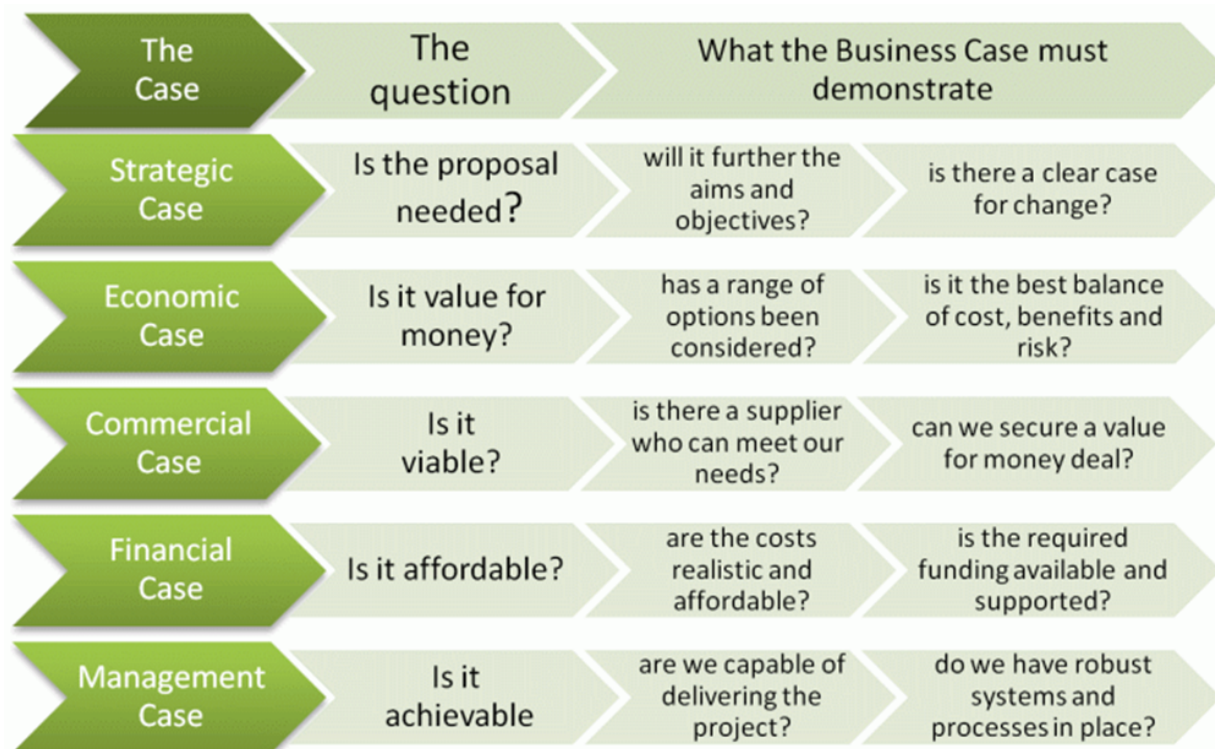 The
Case
The
question
What the Business Case must
demonstrate
Strategic
Case
Is the proposal
needed?
will it further the
aims and
objectives?
is there a clear case
for change?
Economic
Case
Is it value for
money?
has a range of
options been
considered?
is it the best balance
of cost, benefits and
risk?
Commercial
Case
Is it
viable?
is there a supplier
who can meet our
needs?
can we secure a value
for money deal?
Financial
Case
Is it affordable?
are the costs
realistic and
affordable?
is the required
funding available and
supported?
Management
Case
Is it
achievable
are we capable of
delivering the
project?
do we have robust
systems and
processes in place?